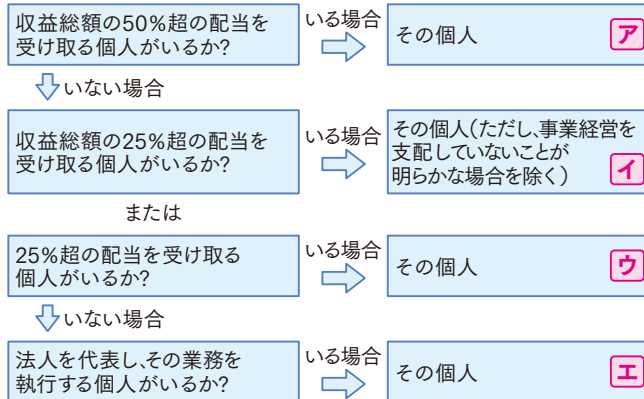 収益総額の50%超の配当を
受け取る個人がいるか?
いる場合
その個人
ア
いない場合
収益総額の25%超の配当を
受け取る個人がいるか?
いる場合
その個人(ただし、事業経営を
支配していないことが
明らかな場合を除く)
イ
または
25%超の配当を受け取る
個人がいるか?
いる場合
その個人
ウ
いない場合
法人を代表し、その業務を
執行する個人がいるか?
いる場合
その個人
エ